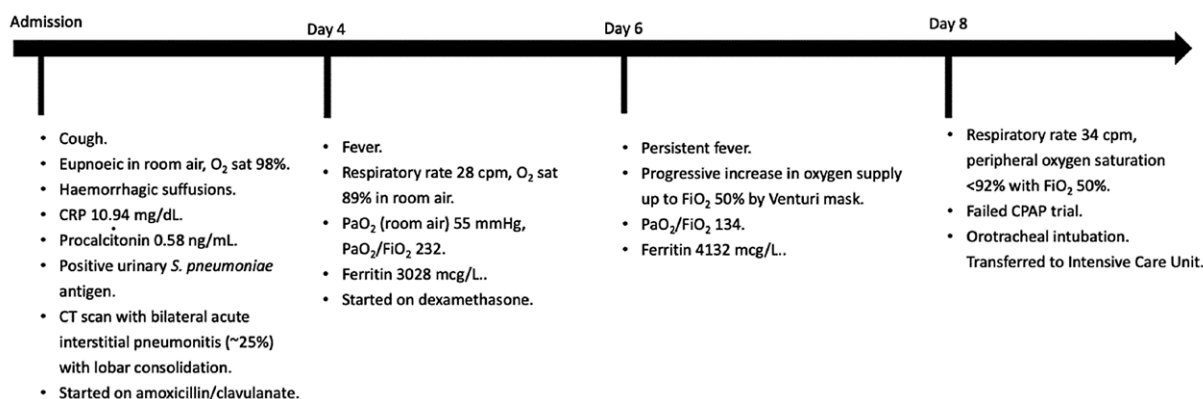 Admission
Day 4
Day 6
Day 8
• Cough.
• Eupnoeic in room air, O₂ sat 98%.
• Haemorrhagic suffusions.
• CRP 10.94 mg/dL.
• Procalcitonin 0.58 ng/mL.
• Positive urinary S. pneumoniae
antigen.
• CT scan with bilateral acute
interstitial pneumonitis (~25%)
with lobar consolidation.
• Started on amoxicillin/clavulanate.
• Fever.
• Respiratory rate 28 cpm, O₂ sat
89% in room air.
• PaO₂ (room air) 55 mmHg,
PaO₂/FiO₂ 232.
• Ferritin 3028 mcg/L..
• Started on dexamethasone.
• Persistent fever.
• Progressive increase in oxygen supply
up to FiO₂ 50% by Venturi mask.
• PaO₂/FiO₂ 134.
• Ferritin 4132 mcg/L..
• Respiratory rate 34 cpm,
peripheral oxygen saturation
<92% with FiO₂ 50%.
• Failed CPAP trial.
• Orotracheal intubation.
Transferred to Intensive Care Unit.